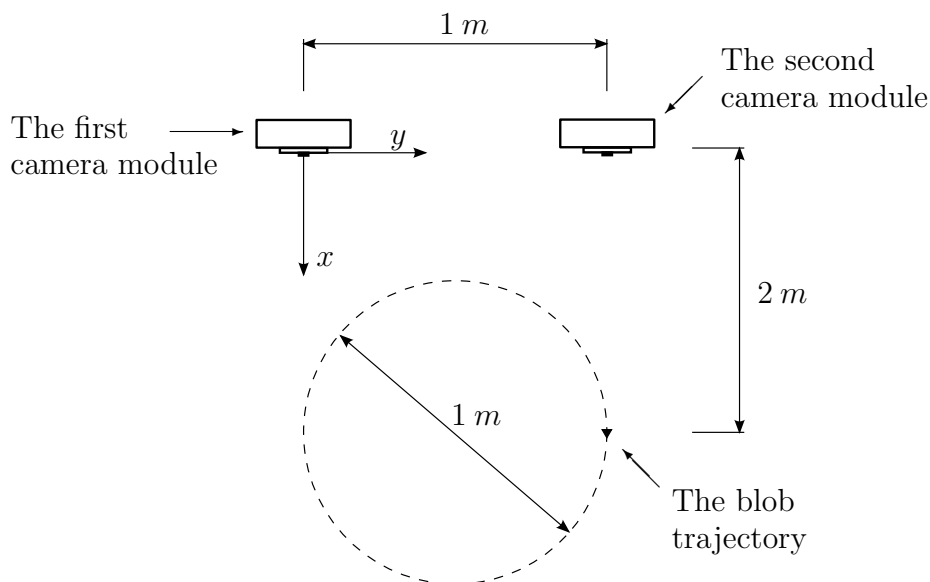 1 m
The second
camera module
The first
camera module
y
x
2 m
1 m
The blob
trajectory